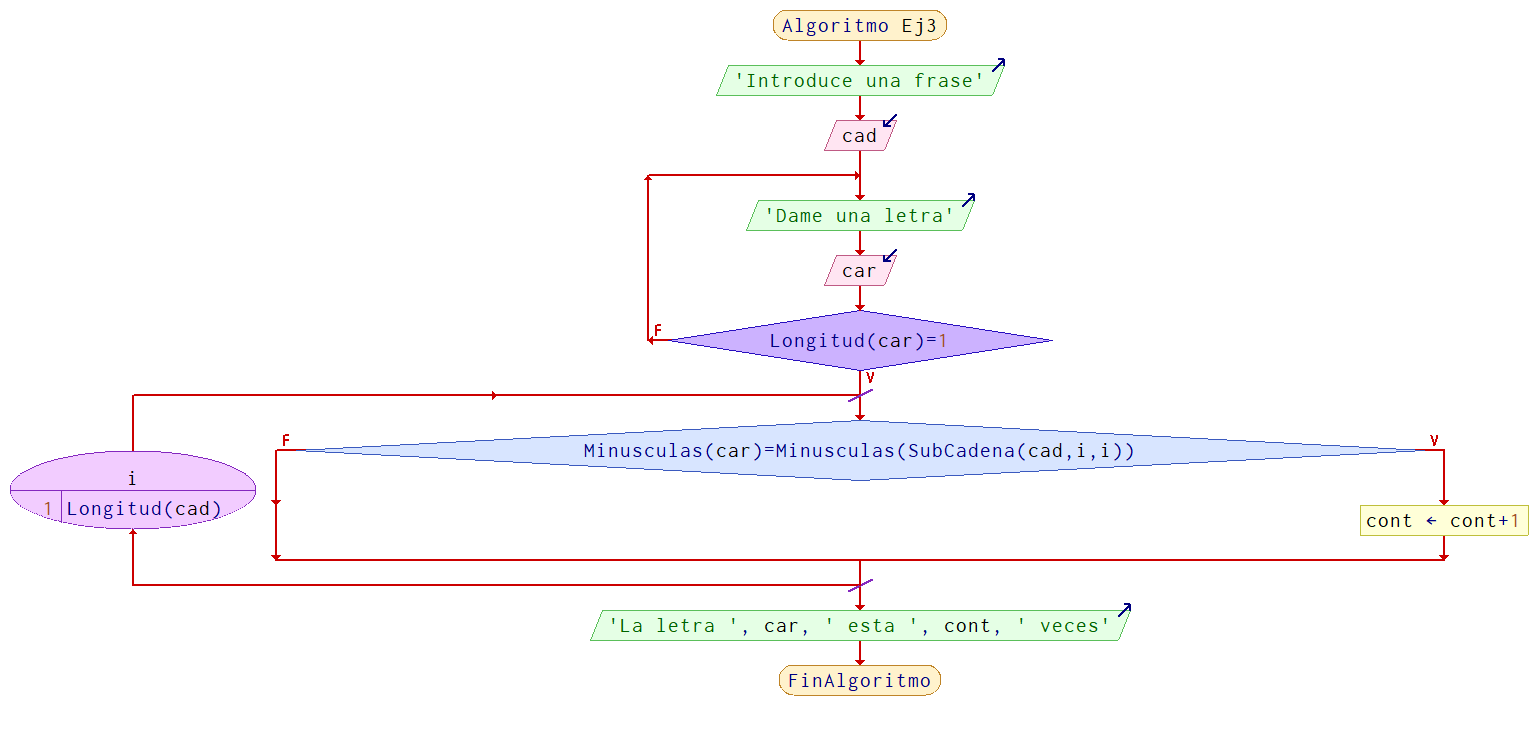 Algoritmo Ej3
'Introduce una frase'
cad
'Dame una letra'
car
Longitud(car)=1
F
V
F
Minusculas(car)=Minusculas(SubCadena(cad,i,i))
V
i
1 Longitud(cad)
cont ← cont+1
'La letra ', car, ' esta ', cont, ' veces'
FinAlgoritmo